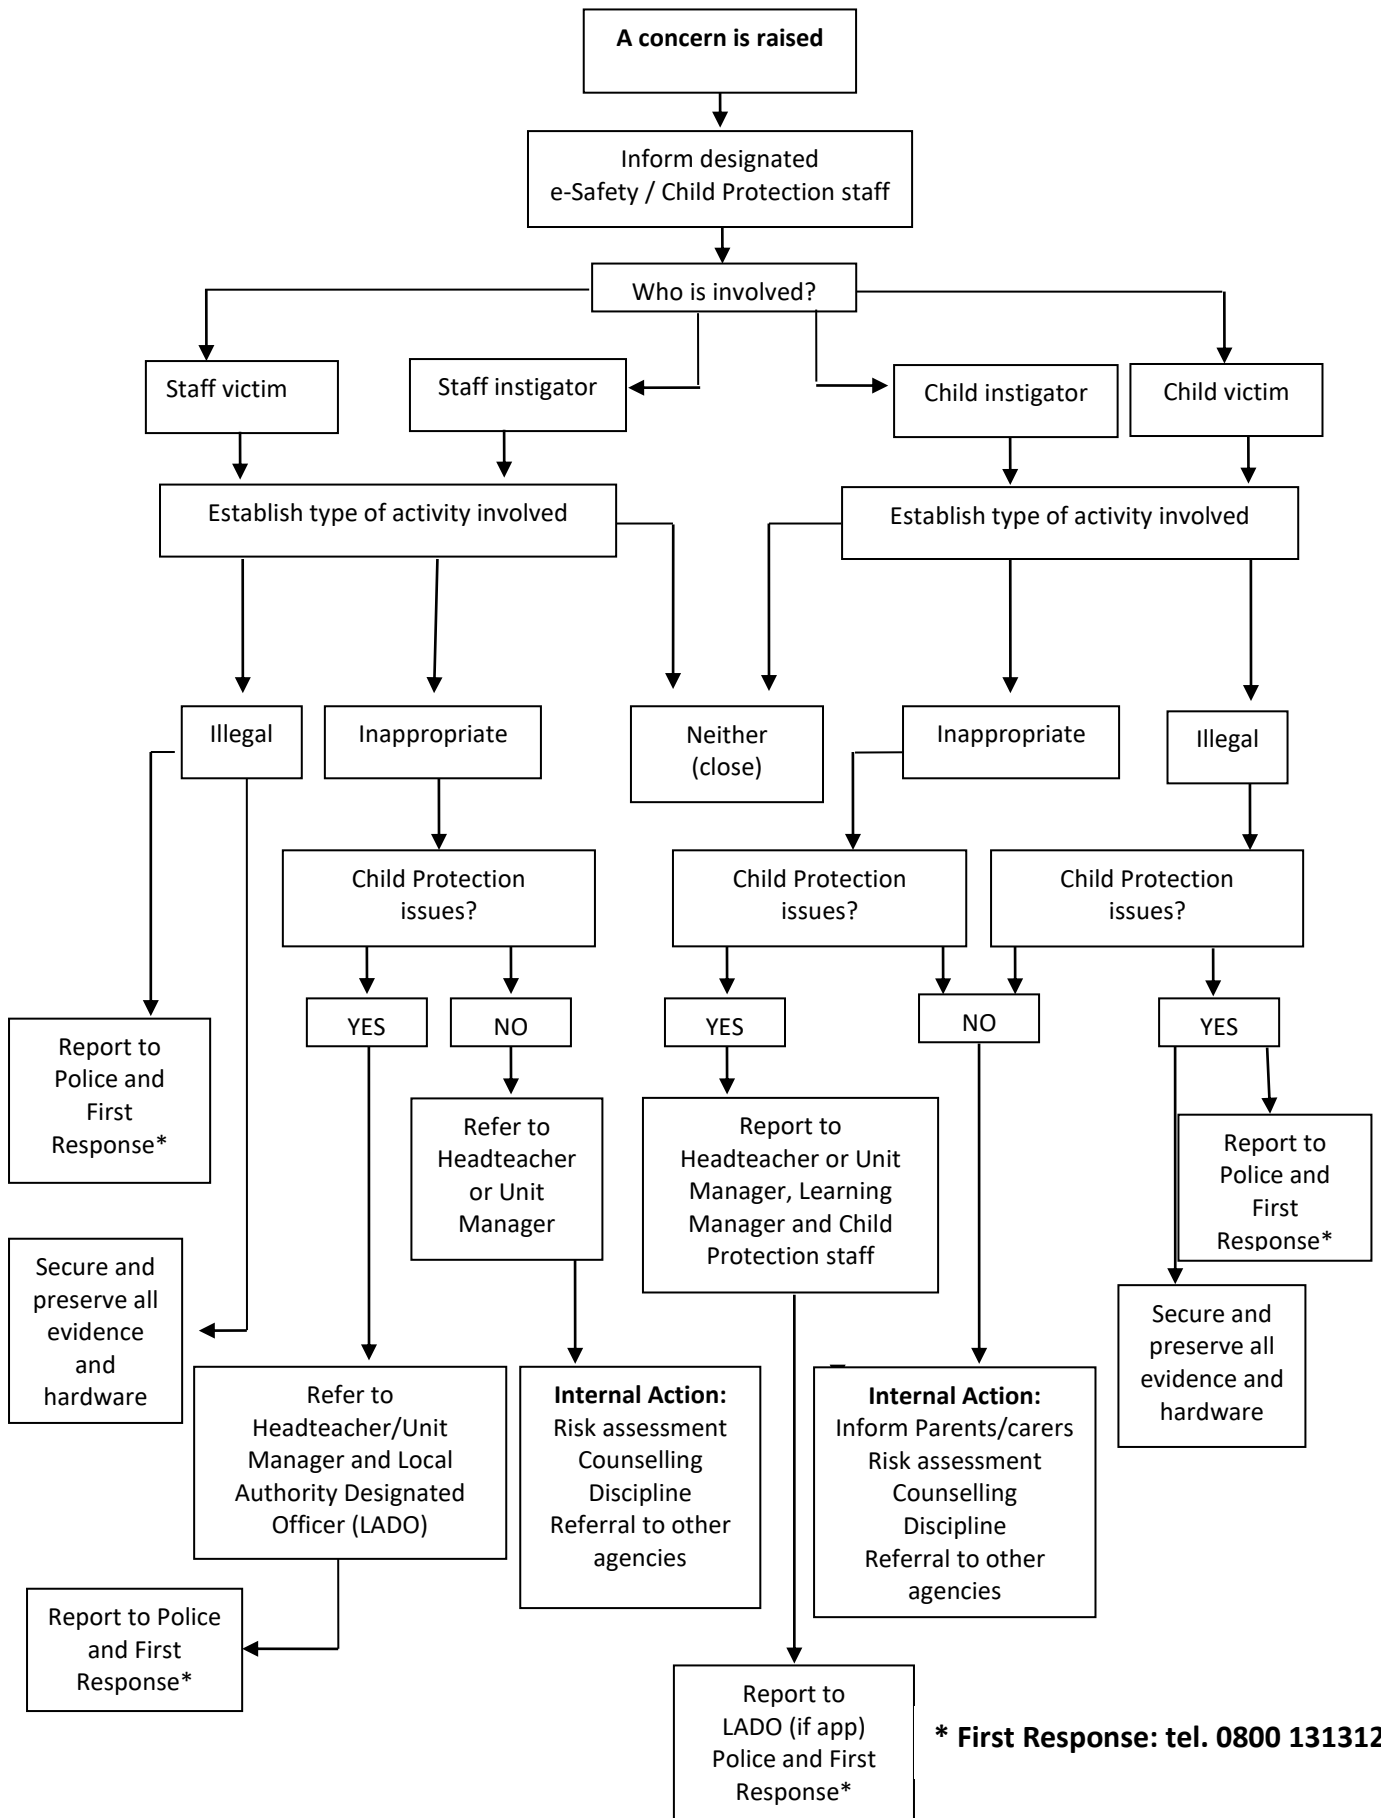 A concern is raised
Inform designated
e-Safety / Child Protection staff
Who is involved?
Staff victim
Staff instigator
Child instigator
Child victim
Establish type of activity involved
Establish type of activity involved
Illegal
Inappropriate
Neither
(close)
Inappropriate
Illegal
Child Protection
issues?
Child Protection
issues?
Child Protection
issues?
YES
NO
YES
NO
YES
Report to
Police and
First
Response*
Refer to
Headteacher
or Unit
Manager
Report to
Headteacher or Unit
Manager, Learning
Manager and Child
Protection staff
Report to
Police and
First
Response*
Secure and
preserve all
evidence
and
hardware
Secure and
preserve all
evidence and
hardware
Refer to
Headteacher/Unit
Manager and Local
Authority Designated
Officer (LADO)
Internal Action:
Risk assessment
Counselling
Discipline
Referral to other
agencies
Internal Action:
Inform Parents/carers
Risk assessment
Counselling
Discipline
Referral to other
agencies
Report to Police
and First
Response*
Report to
LADO (if app)
Police and First
Response*
* First Response: tel. 0800 131312